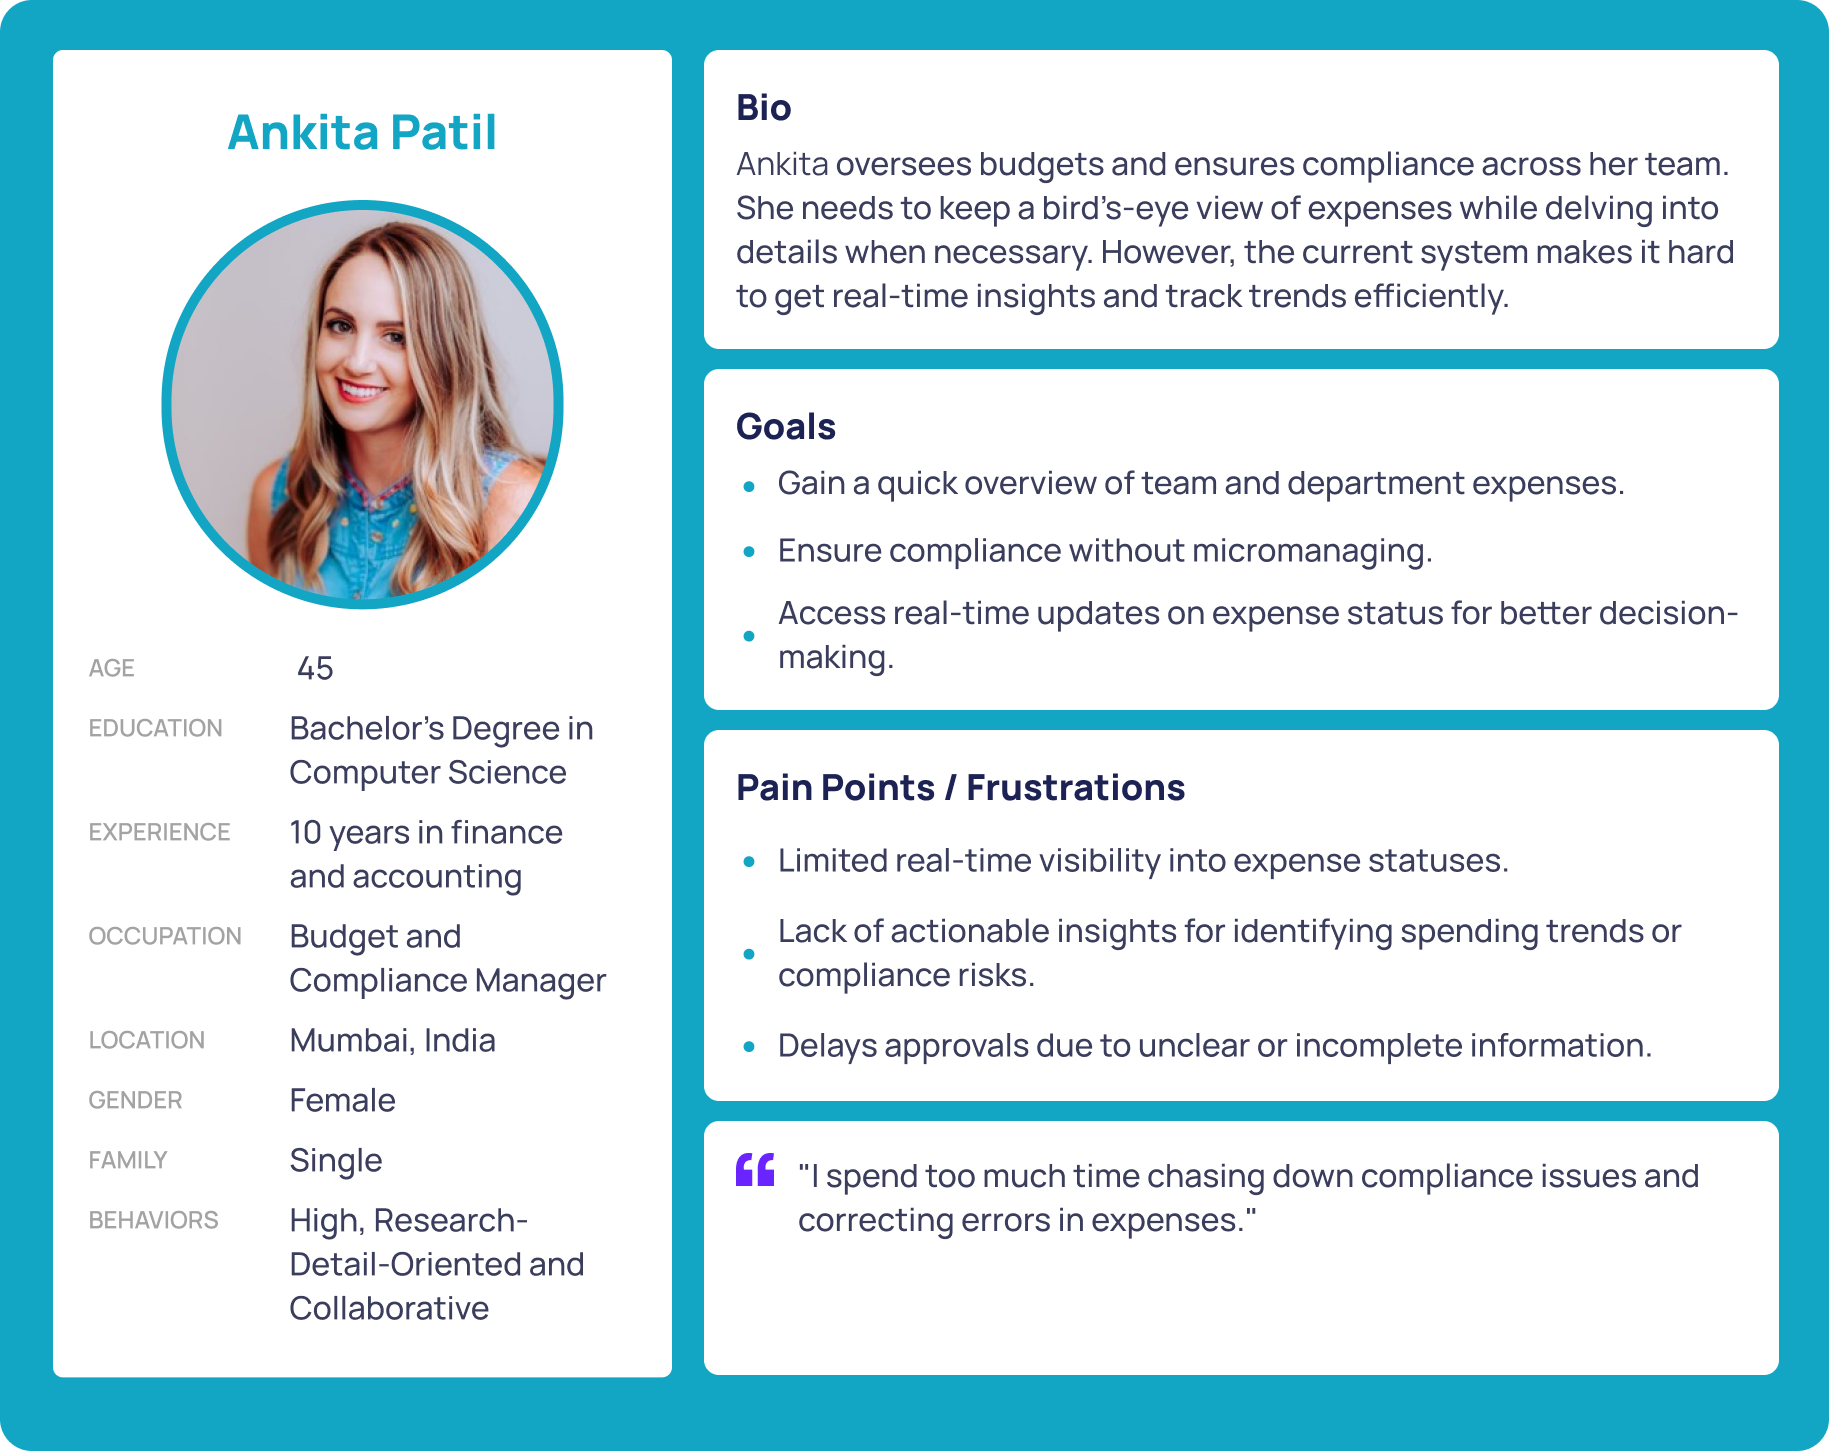 Ankita Patil
AGE
45
EDUCATION
Bachelor’s Degree in
Computer Science
EXPERIENCE
10 years in finance
and accounting
OCCUPATION
Budget and
Compliance Manager
LOCATION
Mumbai, India
GENDER
Female
FAMILY
Single
BEHAVIORS
High, Research-
Detail-Oriented and
Collaborative
Bio
Ankita oversees budgets and ensures compliance across her team.
She needs to keep a bird’s-eye view of expenses while delving into
details when necessary. However, the current system makes it hard
to get real-time insights and track trends efficiently.
Goals
• Gain a quick overview of team and department expenses.
• Ensure compliance without micromanaging.
• Access real-time updates on expense status for better decision-
making.
Pain Points / Frustrations
• Limited real-time visibility into expense statuses.
• Lack of actionable insights for identifying spending trends or
compliance risks.
• Delays approvals due to unclear or incomplete information.
"I spend too much time chasing down compliance issues and
correcting errors in expenses."